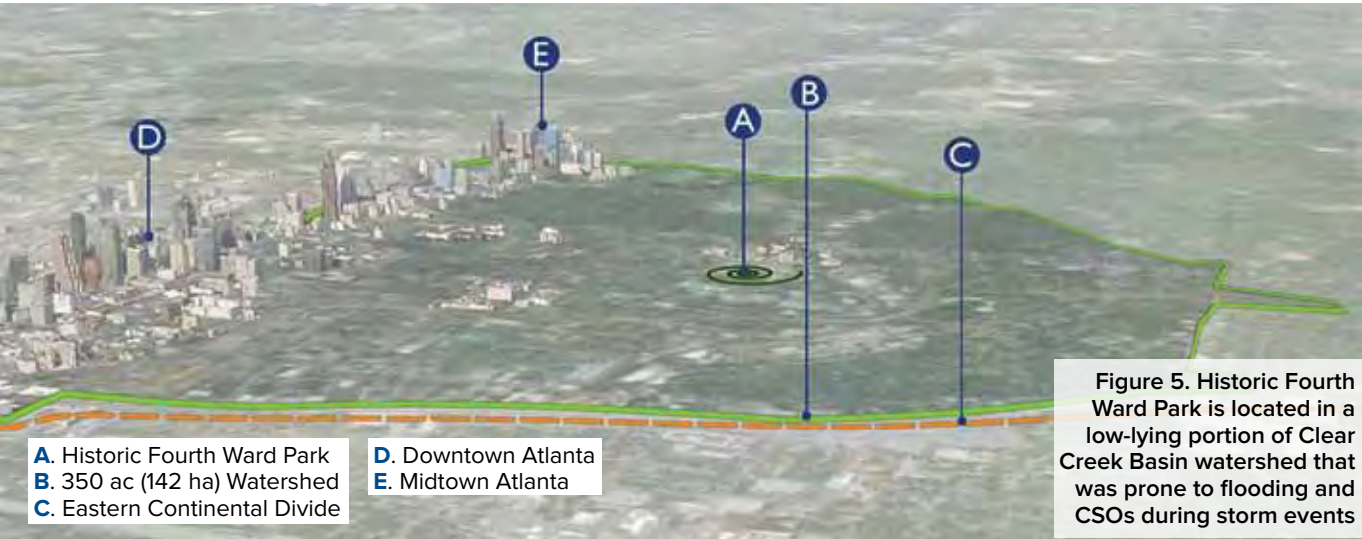 E
B
A
D
C
A. Historic Fourth Ward Park
B. 350 ac (142 ha) Watershed
C. Eastern Continental Divide
D. Downtown Atlanta
E. Midtown Atlanta
Figure 5. Historic Fourth
Ward Park is located in a
low-lying portion of Clear
Creek Basin watershed that
was prone to flooding and
CSOs during storm events